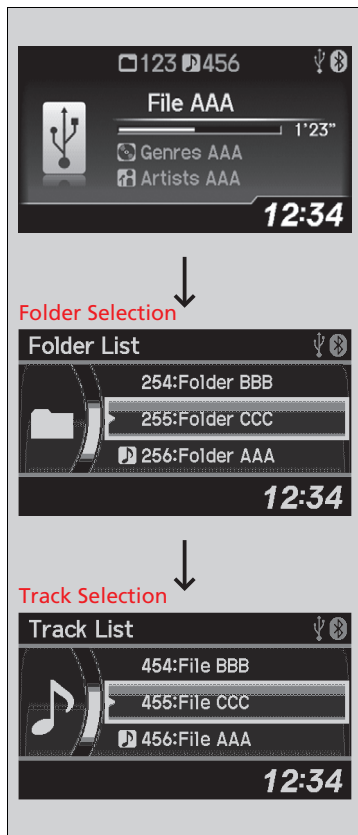 123 456
File AAA
1'23"
Genres AAA
Artists AAA
12:34
Folder Selection
Folder List
254:Folder BBB
255:Folder CCC
256:Folder AAA
12:34
Track Selection
Track List
454:File BBB
455:File CCC
456:File AAA
12:34